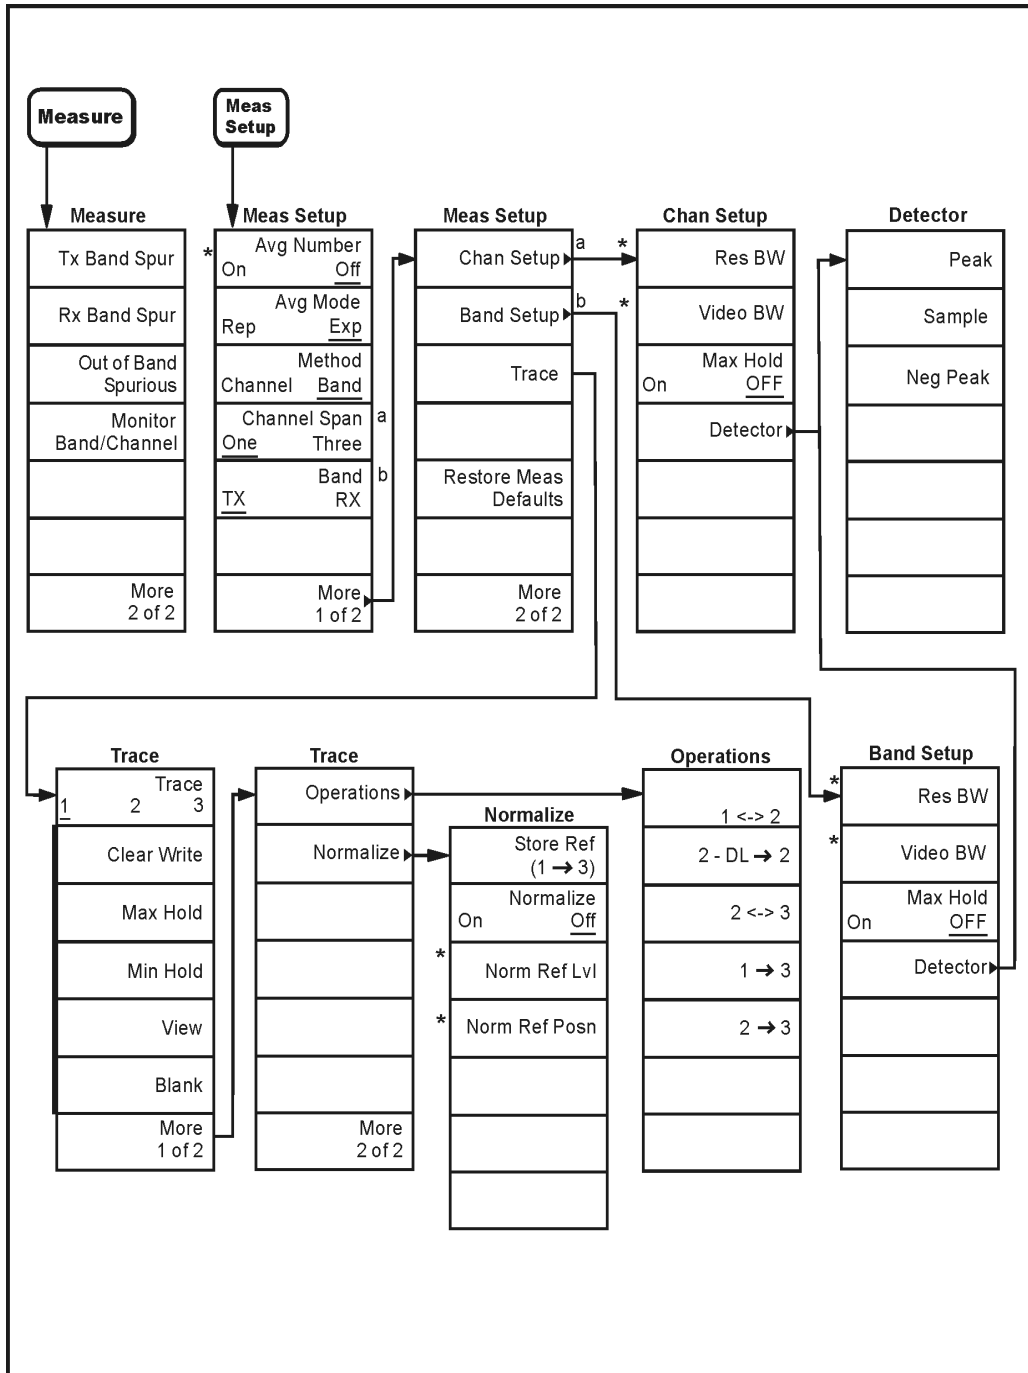 Measure
Meas
Setup
Measure
Tx Band Spur
Rx Band Spur
Out of Band
Spurious
Monitor
Band/Channel
More
2 of 2
Meas Setup
*
Avg Number
On Off
Avg Mode
Rep Exp
Method
Channel Band
Channel Span a
One Three
Band b
TX RX
More
1 of 2
Meas Setup
Chan Setup a
Band Setup b
Trace
Restore Meas
Defaults
More
2 of 2
Chan Setup
* Res BW
* Video BW
Max Hold
On OFF
Detector
Detector
Peak
Sample
Neg Peak
Trace
Trace
1 2 3
Clear Write
Max Hold
Min Hold
View
Blank
More
1 of 2
Trace
Operations
Normalize
More
2 of 2
Normalize
Store Ref
(1 → 3)
Normalize
On Off
*
Norm Ref Lvl
* Norm Ref Posn
Operations
1 <-> 2
2 - DL → 2
2 <-> 3
1 → 3
2 → 3
Band Setup
* Res BW
* Video BW
Max Hold
On OFF
Detector